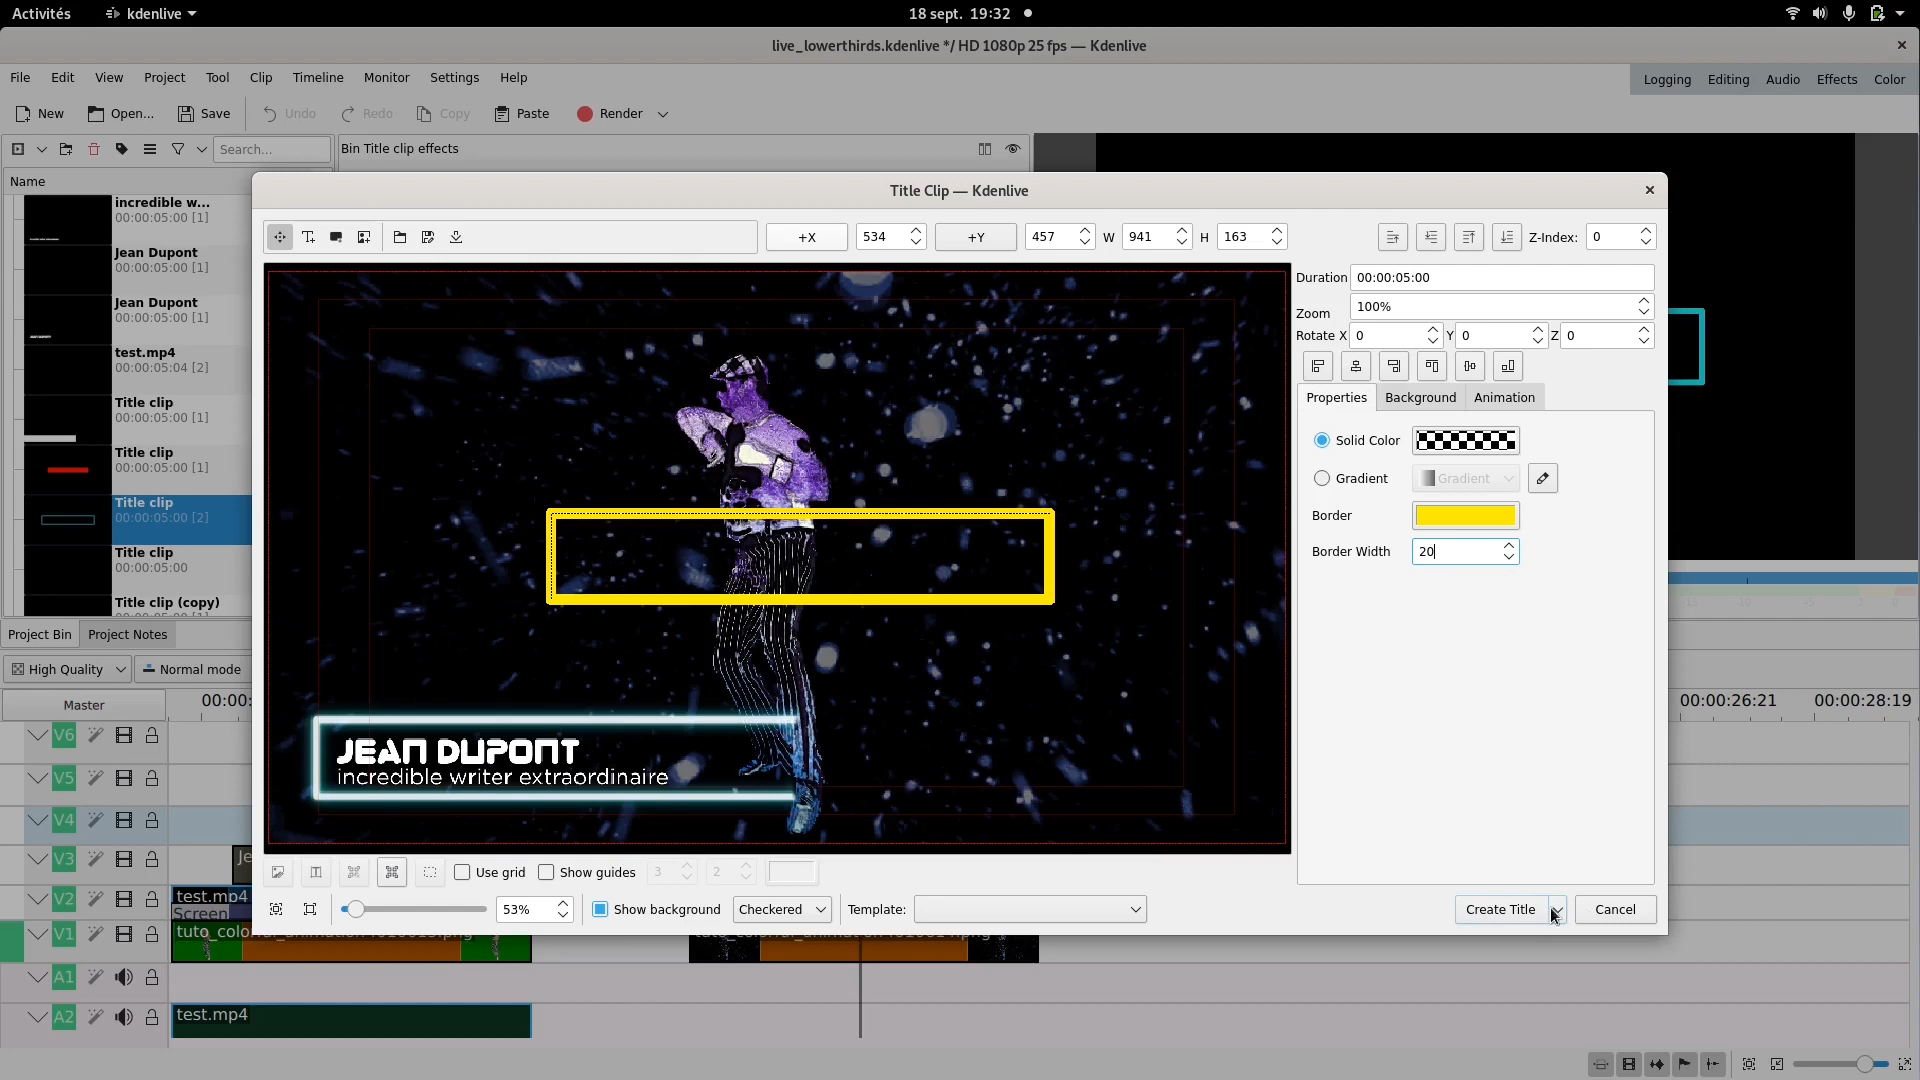 Activités
kdenlive
18 sept. 19:32
live_lowerthirds.kdenlive */ HD 1080p 25 fps — Kdenlive
File Edit View Project Tool Clip Timeline Monitor Settings Help
Logging Editing Audio Effects Color
New Open... Save Undo Redo Copy Paste Render
Search...
Bin Title clip effects
Name
incredible w...
00:00:05:00 [1]
Jean Dupont
00:00:05:00 [1]
Jean Dupont
00:00:05:00 [1]
test.mp4
00:00:05:04 [2]
Title clip
00:00:05:00 [1]
Title clip
00:00:05:00 [1]
Title clip
00:00:05:00 [2]
Title clip
00:00:05:00
Title clip (copy)
Project Bin Project Notes
High Quality Normal mode
Master
00:00:
00:00:26:21 00:00:28:19
Title Clip — Kdenlive
+X 534 +Y 457 W 941 H 163 Z-Index: 0
Duration 00:00:05:00
Zoom 100%
Rotate X 0 Y 0 Z 0
Properties Background Animation
Solid Color
Gradient Gradient
Border
Border Width 20
JEAN DUPONT
incredible writer extraordinaire
Use grid Show guides 3 2
53% Show background Checkered Template:
Create Title Cancel
V6
V5
V4
V3 Je
V2 test.mp4
Screen
V1
A1
A2 test.mp4